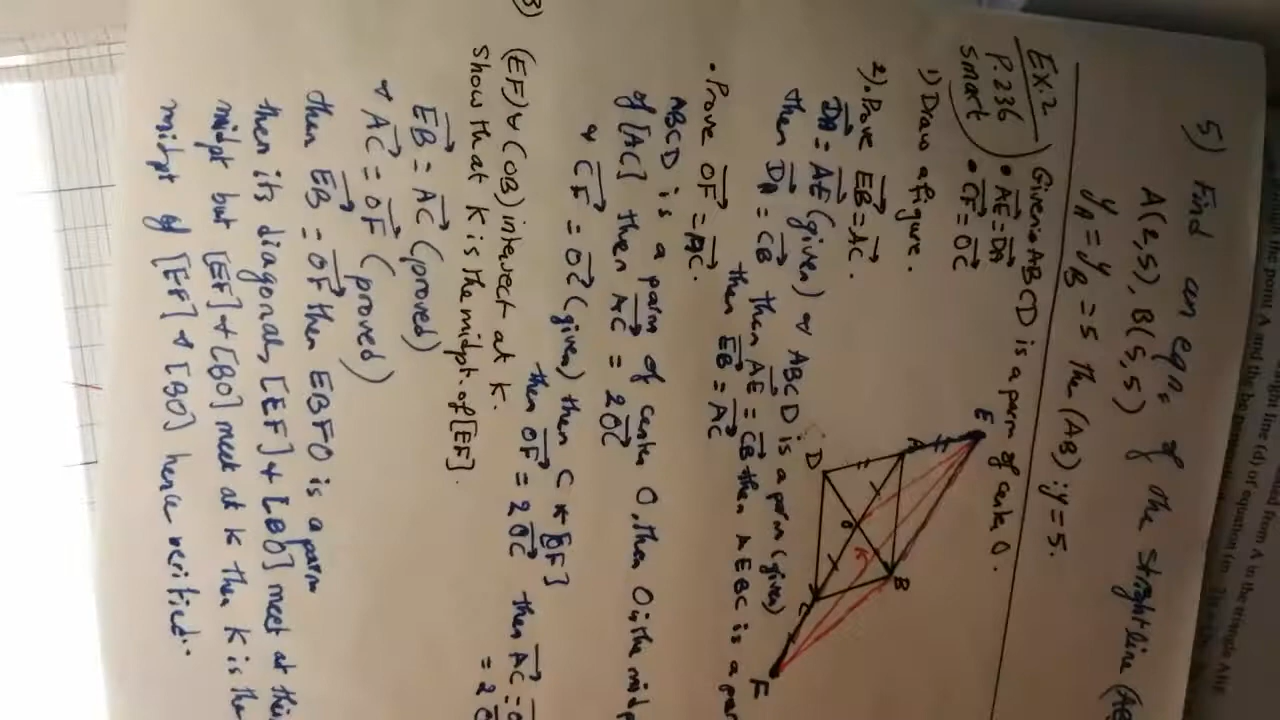 5) Find an eqn. of the straight line (AB)
A(2,5), B(5,5)
yA = yB = 5 then (AB): y = 5.
Ex.2
P.236
smart
Given: • ABCD is a parm of center O.
• AE = DA
• CF = OC
1) Draw a figure.
2) • Prove EB = AC.
DA = AE (given) & ABCD is a parm (given)
then DA = CB then AE = CB then AEBC is a par
then EB = AC
• Prove OF = AC.
ABCD is a parm of center O, then O is the midp
of [AC] then AC = 2OC
& CF = OC (given) then C * [OF]
then OF = 2OC then AC =
= 2
3) (EF) & (OB) intersect at K.
show that K is the midpt. of [EF].
EB = AC (proved)
& AC = OF (proved)
then EB = OF then EBFO is a parm
then its diagonals [EF] & [BO] meet at their
midpt but [EF] & [BO] meet at K then K is the
midpt of [EF] & [BO] hence verified.
E
A
D
O
B
K
C
F